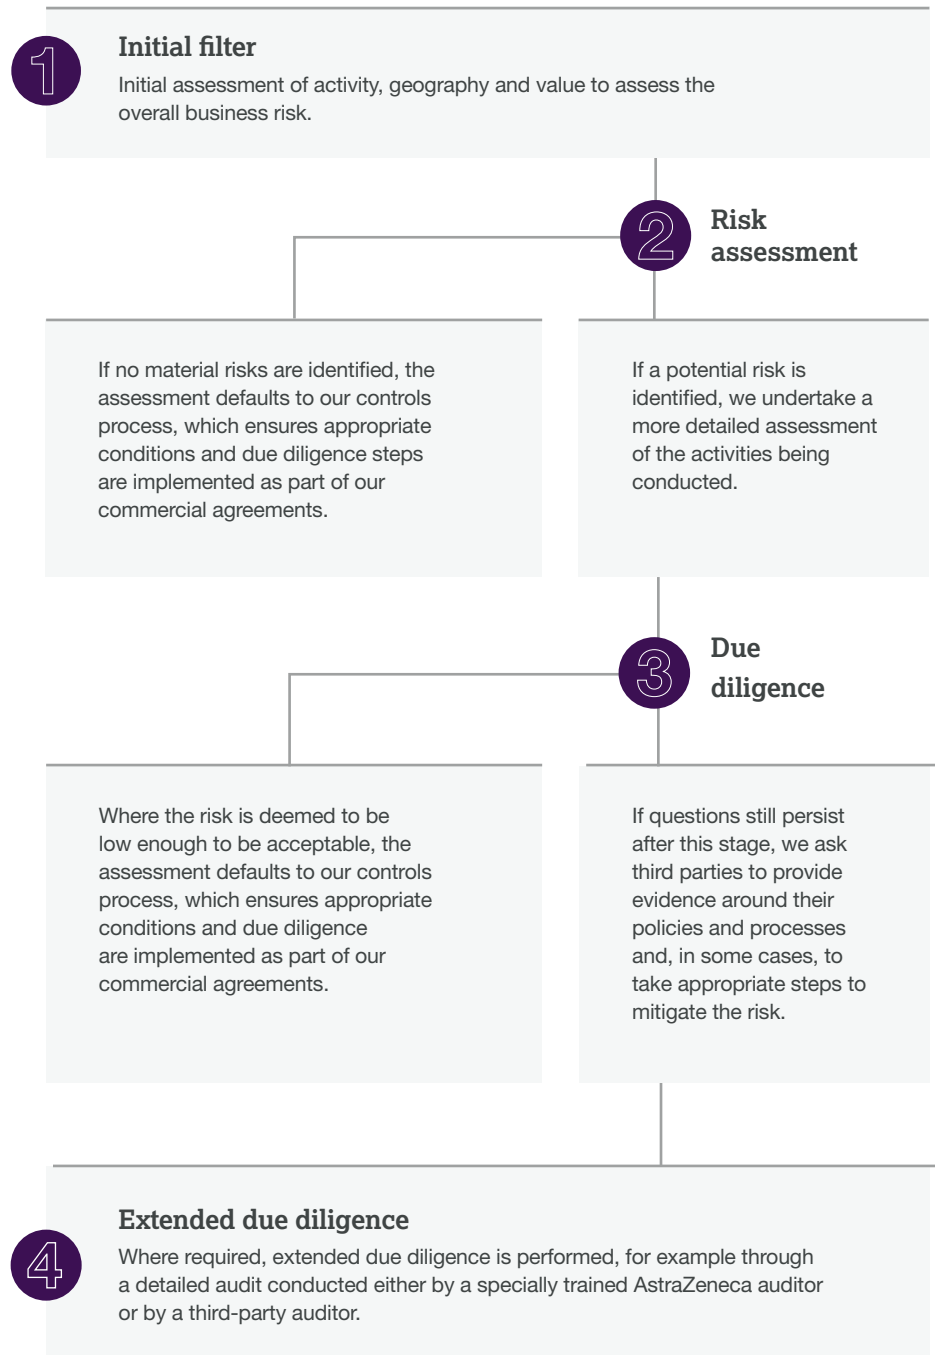 1
Initial filter
Initial assessment of activity, geography and value to assess the
overall business risk.
2
Risk
assessment
If no material risks are identified, the
assessment defaults to our controls
process, which ensures appropriate
conditions and due diligence steps
are implemented as part of our
commercial agreements.
If a potential risk is
identified, we undertake a
more detailed assessment
of the activities being
conducted.
3
Due
diligence
Where the risk is deemed to be
low enough to be acceptable, the
assessment defaults to our controls
process, which ensures appropriate
conditions and due diligence
are implemented as part of our
commercial agreements.
If questions still persist
after this stage, we ask
third parties to provide
evidence around their
policies and processes
and, in some cases, to
take appropriate steps to
mitigate the risk.
4
Extended due diligence
Where required, extended due diligence is performed, for example through
a detailed audit conducted either by a specially trained AstraZeneca auditor
or by a third-party auditor.